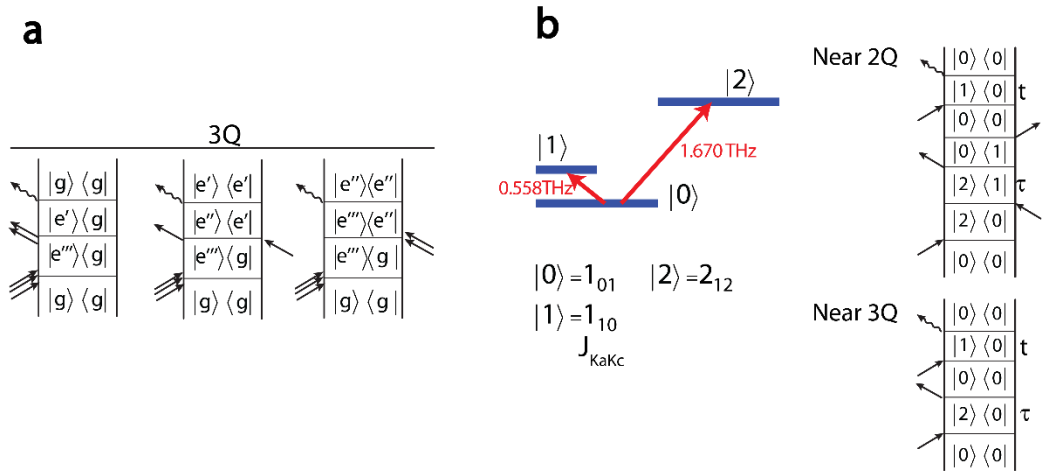 a
3Q
|g⟩ ⟨g|
|e'⟩ ⟨g|
|e'''⟩⟨g|
|g⟩ ⟨g|
|e'⟩ ⟨e'|
|e''⟩⟨e'|
|e'''⟩⟨g|
|g⟩ ⟨g|
|e''⟩⟨e''|
|e'''⟩⟨e''|
|e'''⟩⟨g|
|g⟩ ⟨g|
b
|2⟩
|1⟩
1.670 THz
0.558THz
|0⟩
|0⟩ =1₀₁ |2⟩ =2₁₂
|1⟩ =1₁₀
J_KaKc
Near 2Q
|0⟩ ⟨0|
|1⟩ ⟨0| t
|0⟩ ⟨0|
|0⟩ ⟨1|
|2⟩ ⟨1| τ
|2⟩ ⟨0|
|0⟩ ⟨0|
Near 3Q
|0⟩ ⟨0|
|1⟩ ⟨0| t
|0⟩ ⟨0|
|2⟩ ⟨0| τ
|0⟩ ⟨0|